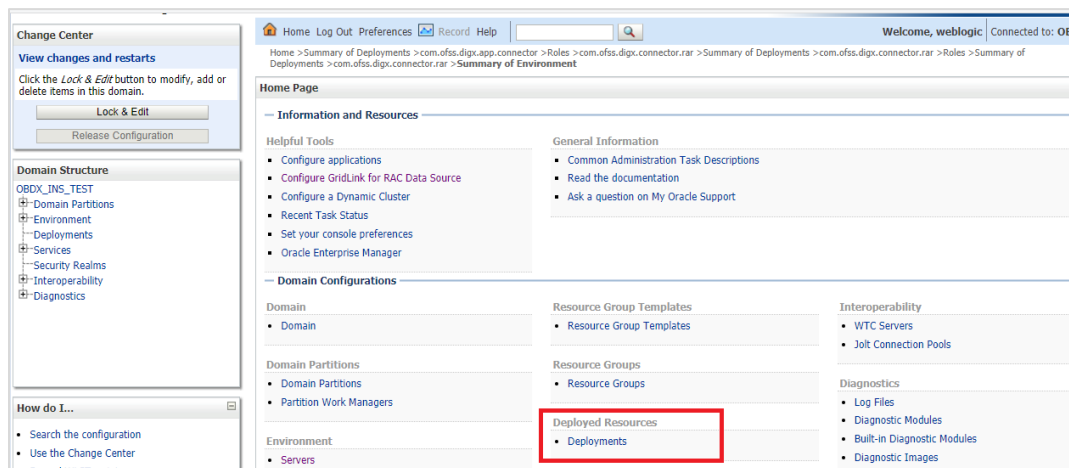 Change Center
View changes and restarts
Click the Lock & Edit button to modify, add or
delete items in this domain.
Lock & Edit
Release Configuration
Domain Structure
OBDX_INS_TEST
Domain Partitions
Environment
Deployments
Services
Security Realms
Interoperability
Diagnostics
How do I...
Search the configuration
Use the Change Center
Home Log Out Preferences Record Help
Welcome, weblogic Connected to: OB
Home >Summary of Deployments >com.ofss.digx.app.connector >Roles >com.ofss.digx.connector.rar >Summary of Deployments >com.ofss.digx.connector.rar >Roles >Summary of
Deployments >com.ofss.digx.connector.rar >Summary of Environment
Home Page
Information and Resources
Helpful Tools
Configure applications
Configure GridLink for RAC Data Source
Configure a Dynamic Cluster
Recent Task Status
Set your console preferences
Oracle Enterprise Manager
General Information
Common Administration Task Descriptions
Read the documentation
Ask a question on My Oracle Support
Domain Configurations
Domain
Domain
Domain Partitions
Domain Partitions
Partition Work Managers
Environment
Servers
Resource Group Templates
Resource Group Templates
Resource Groups
Resource Groups
Deployed Resources
Deployments
Interoperability
WTC Servers
Jolt Connection Pools
Diagnostics
Log Files
Diagnostic Modules
Built-in Diagnostic Modules
Diagnostic Images